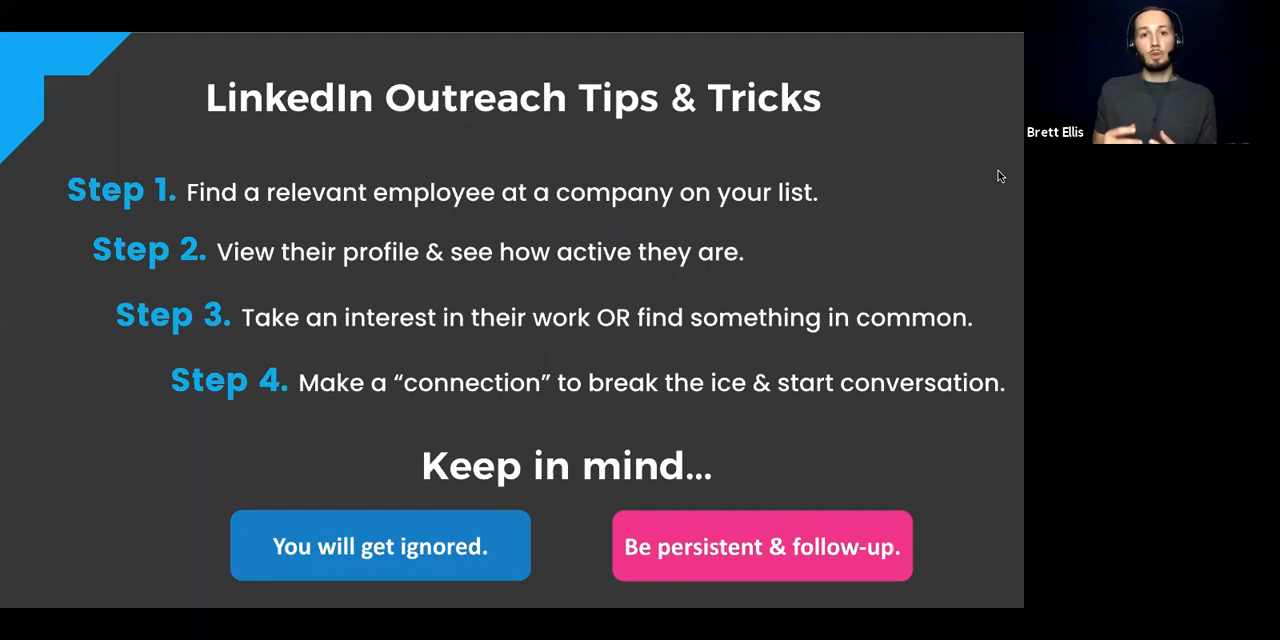 LinkedIn Outreach Tips & Tricks
Brett Ellis
Step 1. Find a relevant employee at a company on your list.
Step 2. View their profile & see how active they are.
Step 3. Take an interest in their work OR find something in common.
Step 4. Make a “connection” to break the ice & start conversation.
Keep in mind...
You will get ignored.
Be persistent & follow-up.